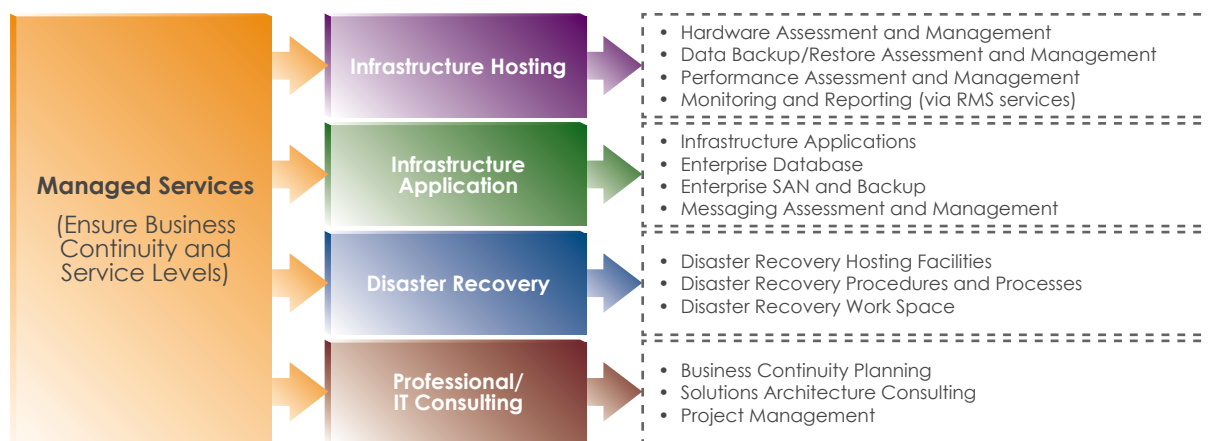 Managed Services
(Ensure Business
Continuity and
Service Levels)
Infrastructure Hosting
• Hardware Assessment and Management
• Data Backup/Restore Assessment and Management
• Performance Assessment and Management
• Monitoring and Reporting (via RMS services)
Infrastructure
Application
• Infrastructure Applications
• Enterprise Database
• Enterprise SAN and Backup
• Messaging Assessment and Management
Disaster Recovery
• Disaster Recovery Hosting Facilities
• Disaster Recovery Procedures and Processes
• Disaster Recovery Work Space
Professional/
IT Consulting
• Business Continuity Planning
• Solutions Architecture Consulting
• Project Management